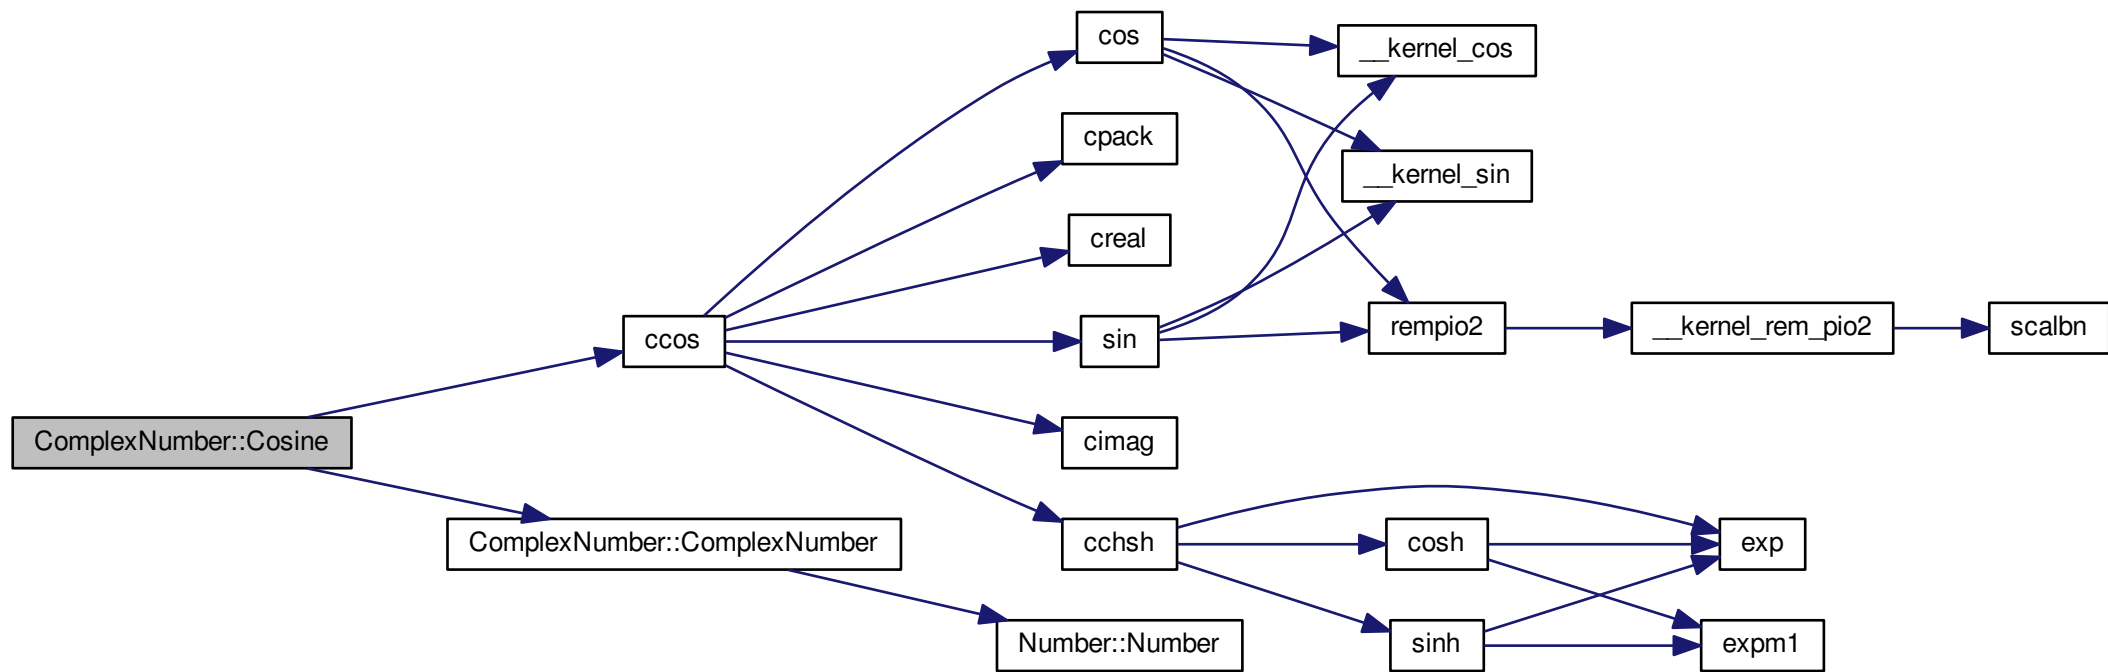 cos
__kernel_cos
cpack
__kernel_sin
creal
ccos
sin
rempio2
__kernel_rem_pio2
scalbn
ComplexNumber::Cosine
cimag
ComplexNumber::ComplexNumber
cchsh
cosh
exp
Number::Number
sinh
expm1